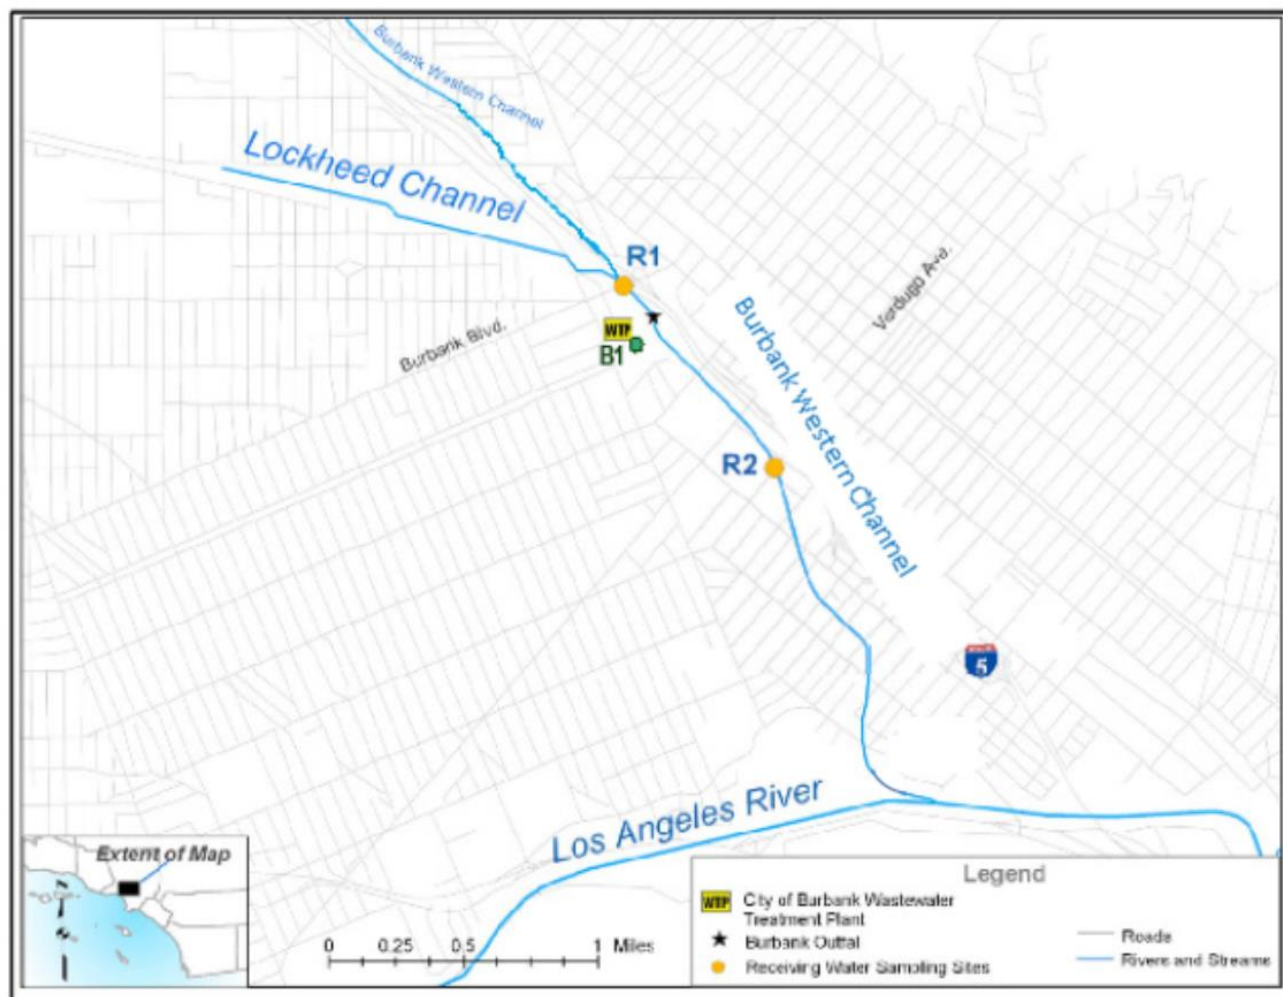 Burbank Western Channel
Lockheed Channel
R1
Verdugo Ave.
WTP
B1
Burbank Blvd.
Burbank Western Channel
R2
5
Los Angeles River
Extent of Map
N
0 0.25 0.5 1 Miles
Legend
WTP City of Burbank Wastewater
Treatment Plant
Burbank Outfal
Receiving Water Sampling Sites
Roads
Rivers and Streams